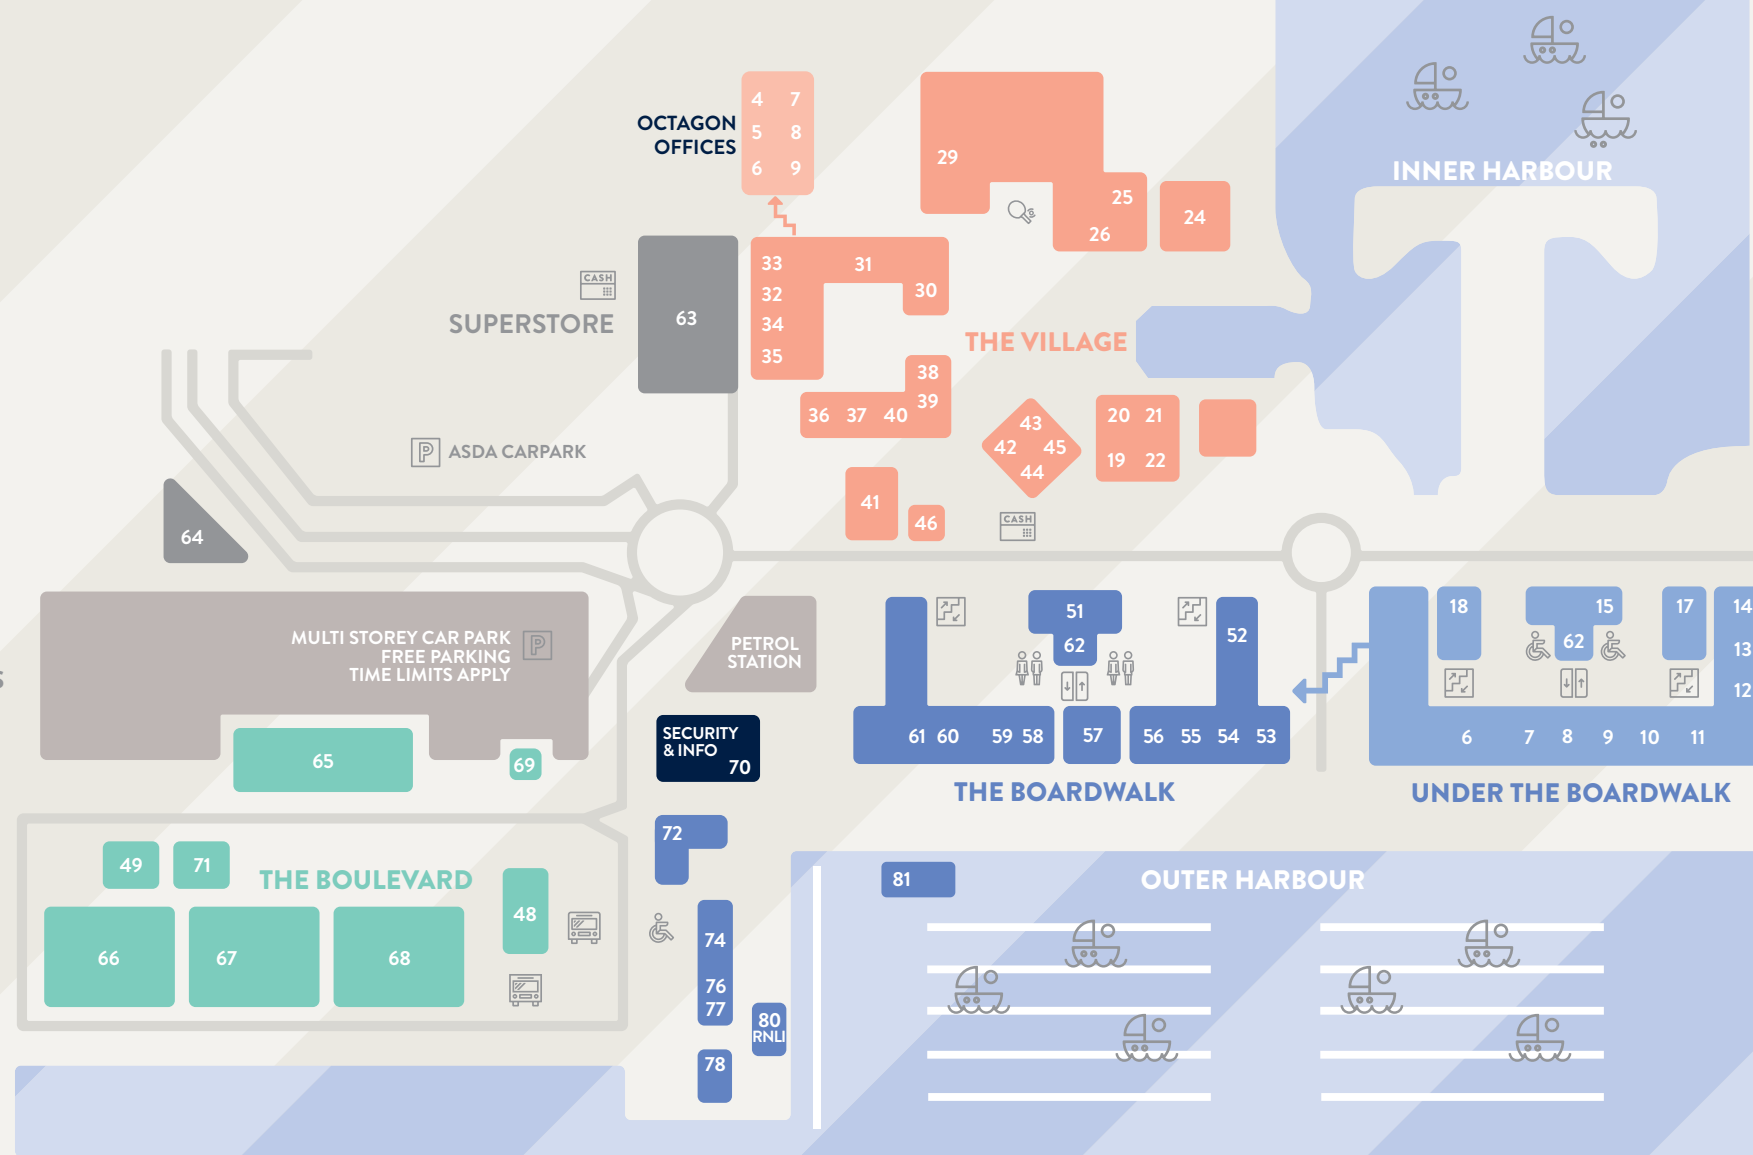 4 7
OCTAGON
OFFICES
5 8
6 9
29
25
26
24
INNER HARBOUR
CASH
SUPERSTORE
63
33 31
32 30
34
35
THE VILLAGE
38
39
36 37 40
43
42 45
44
20 21
19 22
P ASDA CARPARK
41
46
CASH
64
MULTI STOREY CAR PARK
FREE PARKING
TIME LIMITS APPLY
P
PETROL
STATION
51
62
52
18
15
62
17
14
13
12
S
65
69
SECURITY
& INFO
70
61 60 59 58 57 56 55 54 53
6 7 8 9 10 11
THE BOARDWALK
UNDER THE BOARDWALK
49 71
THE BOULEVARD
48
66 67 68
72
74
76
77
78
80
RNLI
81
OUTER HARBOUR